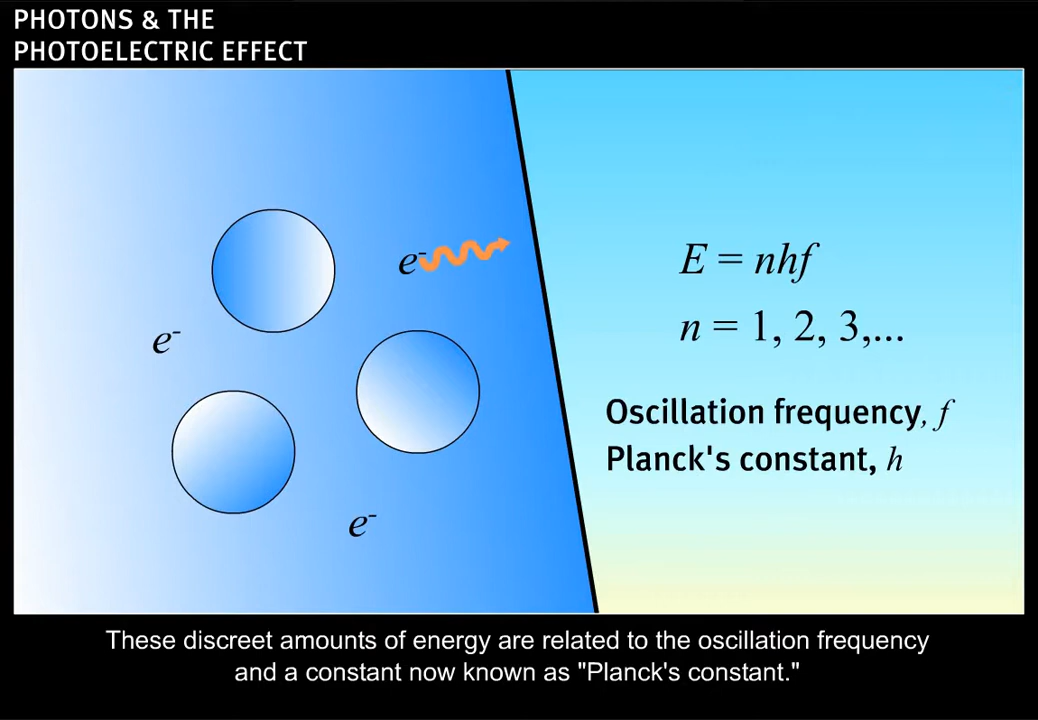 PHOTONS & THE
PHOTOELECTRIC EFFECT
e-
E = nhf
n = 1, 2, 3,...
e-
Oscillation frequency, f
Planck's constant, h
e-
These discreet amounts of energy are related to the oscillation frequency
and a constant now known as "Planck's constant."